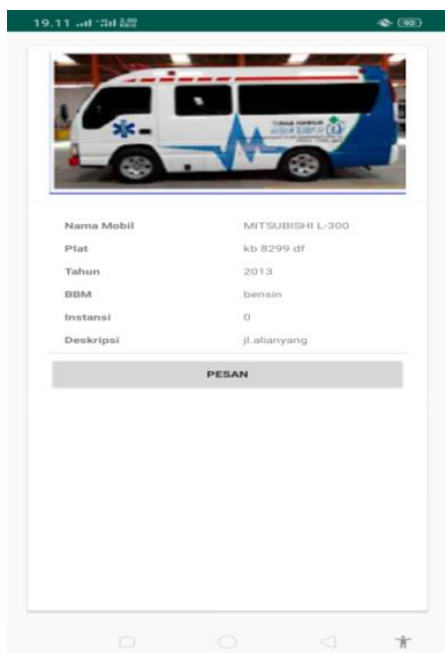 19.11
92
Nama Mobil MITSUBISHI L-300
Plat kb 8299 df
Tahun 2013
BBM bensin
Instansi 0
Deskripsi jl.alianyang
PESAN